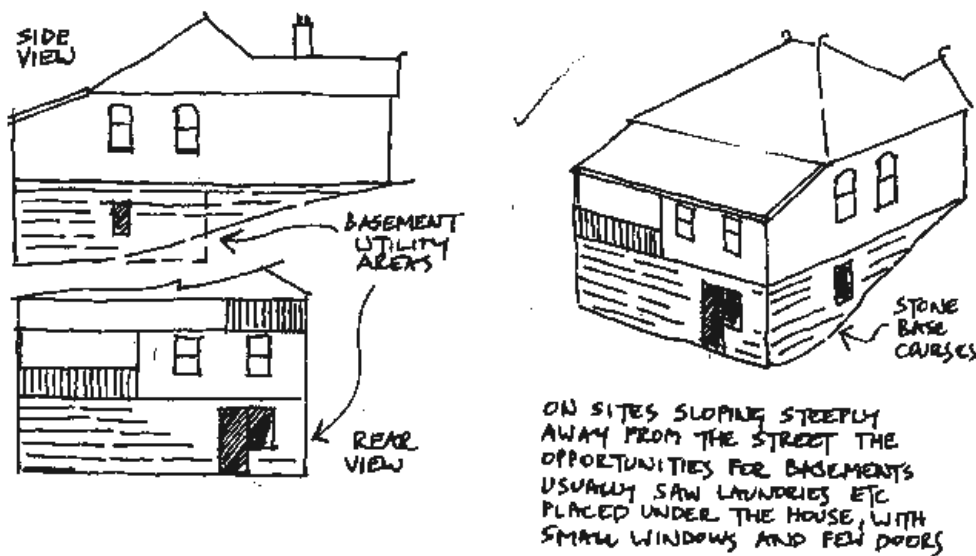 SIDE
VIEW
BASEMENT
UTILITY
AREAS
REAR
VIEW
STONE
BASE
COURSES
ON SITES SLOPING STEEPLY
AWAY FROM THE STREET THE
OPPORTUNITIES FOR BASEMENTS
USUALLY SAW LAUNDRIES ETC
PLACED UNDER THE HOUSE, WITH
SMALL WINDOWS AND FEW DOORS